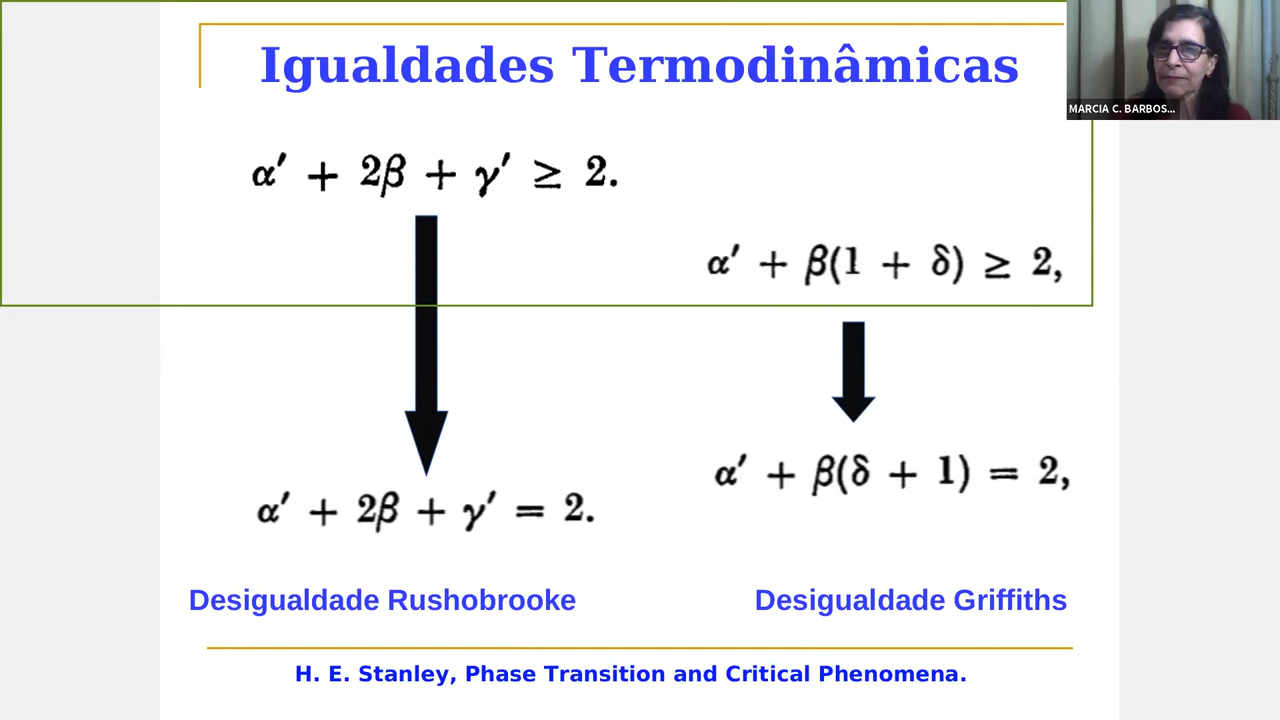 Igualdades Termodinâmicas
MARCIA C. BARBOS...
α′ + 2β + γ′ ≥ 2.
α′ + β(1 + δ) ≥ 2,
α′ + β(δ + 1) = 2,
α′ + 2β + γ′ = 2.
Desigualdade Rushobrooke
Desigualdade Griffiths
H. E. Stanley, Phase Transition and Critical Phenomena.